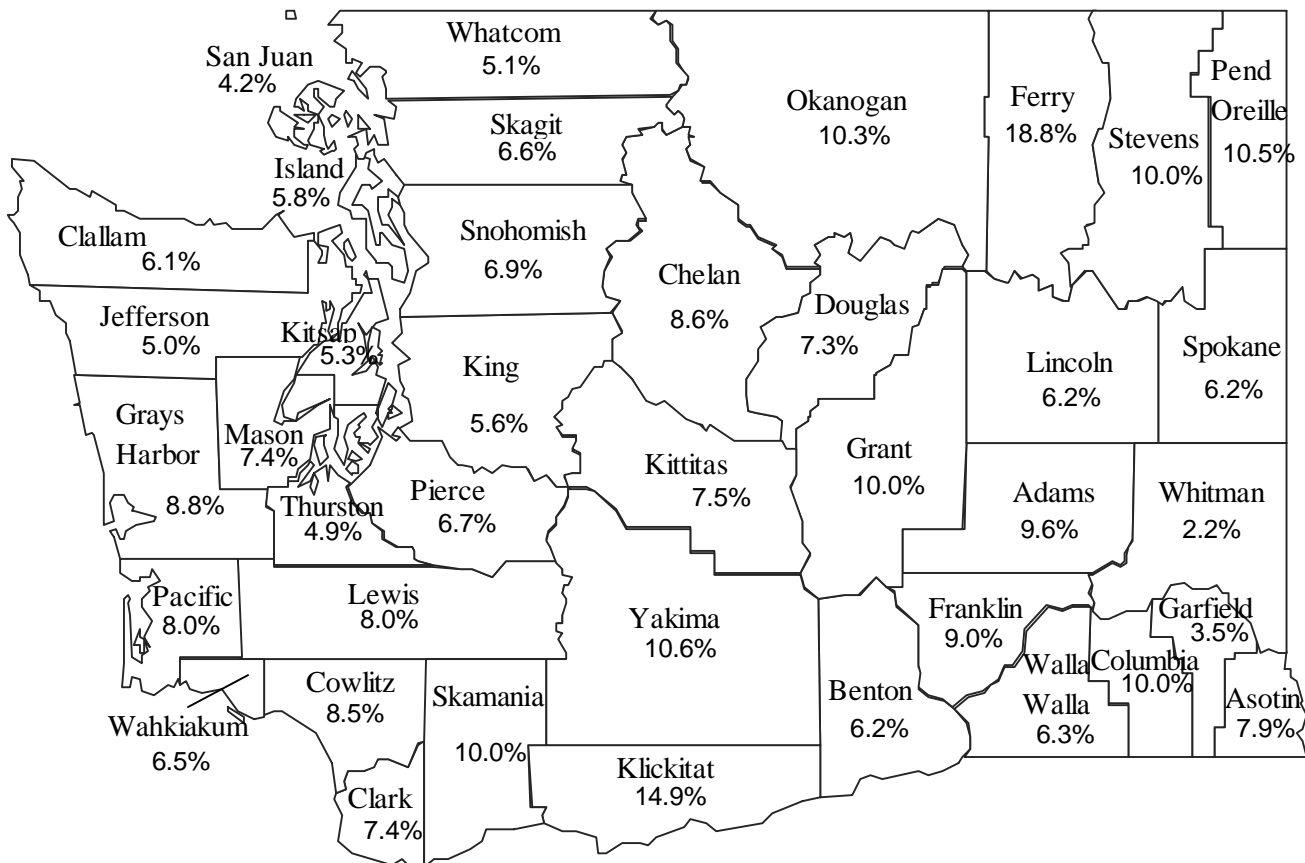 Whatcom
5.1%
San Juan
4.2%
Skagit
6.6%
Island
5.8%
Okanogan
10.3%
Ferry
18.8%
Stevens
10.0%
Pend
Oreille
10.5%
Clallam
6.1%
Snohomish
6.9%
Chelan
8.6%
Douglas
7.3%
Jefferson
5.0%
Kitsap
5.3%
King
5.6%
Lincoln
6.2%
Spokane
6.2%
Grays
Harbor
8.8%
Mason
7.4%
Thurston
4.9%
Pierce
6.7%
Kittitas
7.5%
Grant
10.0%
Adams
9.6%
Whitman
2.2%
Pacific
8.0%
Lewis
8.0%
Yakima
10.6%
Franklin
9.0%
Garfield
3.5%
Walla
Walla
6.3%
Columbia
10.0%
Asotin
7.9%
Benton
6.2%
Wahkiakum
6.5%
Cowlitz
8.5%
Skamania
10.0%
Klickitat
14.9%
Clark
7.4%